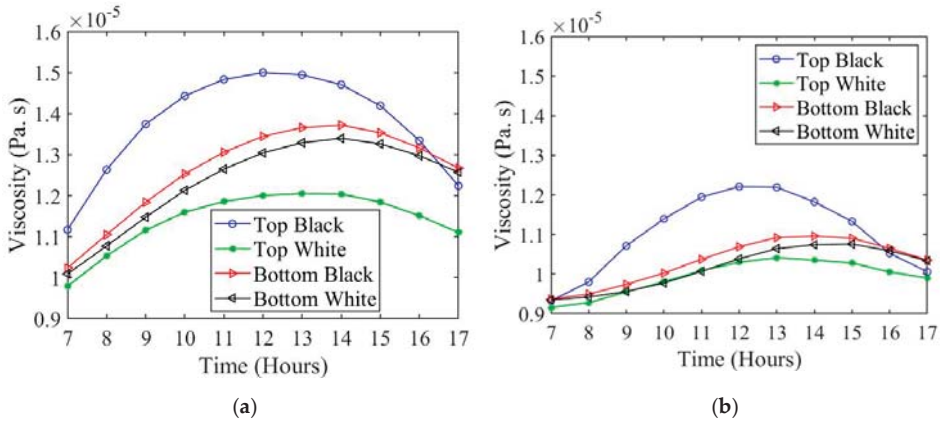 ×10⁻⁵
1.6
1.5
1.4
1.3
1.2
1.1
1
0.9
Viscosity (Pa. s)
Top Black
Top White
Bottom Black
Bottom White
7 8 9 10 11 12 13 14 15 16 17
Time (Hours)
(a)
×10⁻⁵
1.6
1.5
1.4
1.3
1.2
1.1
1
0.9
Viscosity (Pa. s)
Top Black
Top White
Bottom Black
Bottom White
7 8 9 10 11 12 13 14 15 16 17
Time (Hours)
(b)